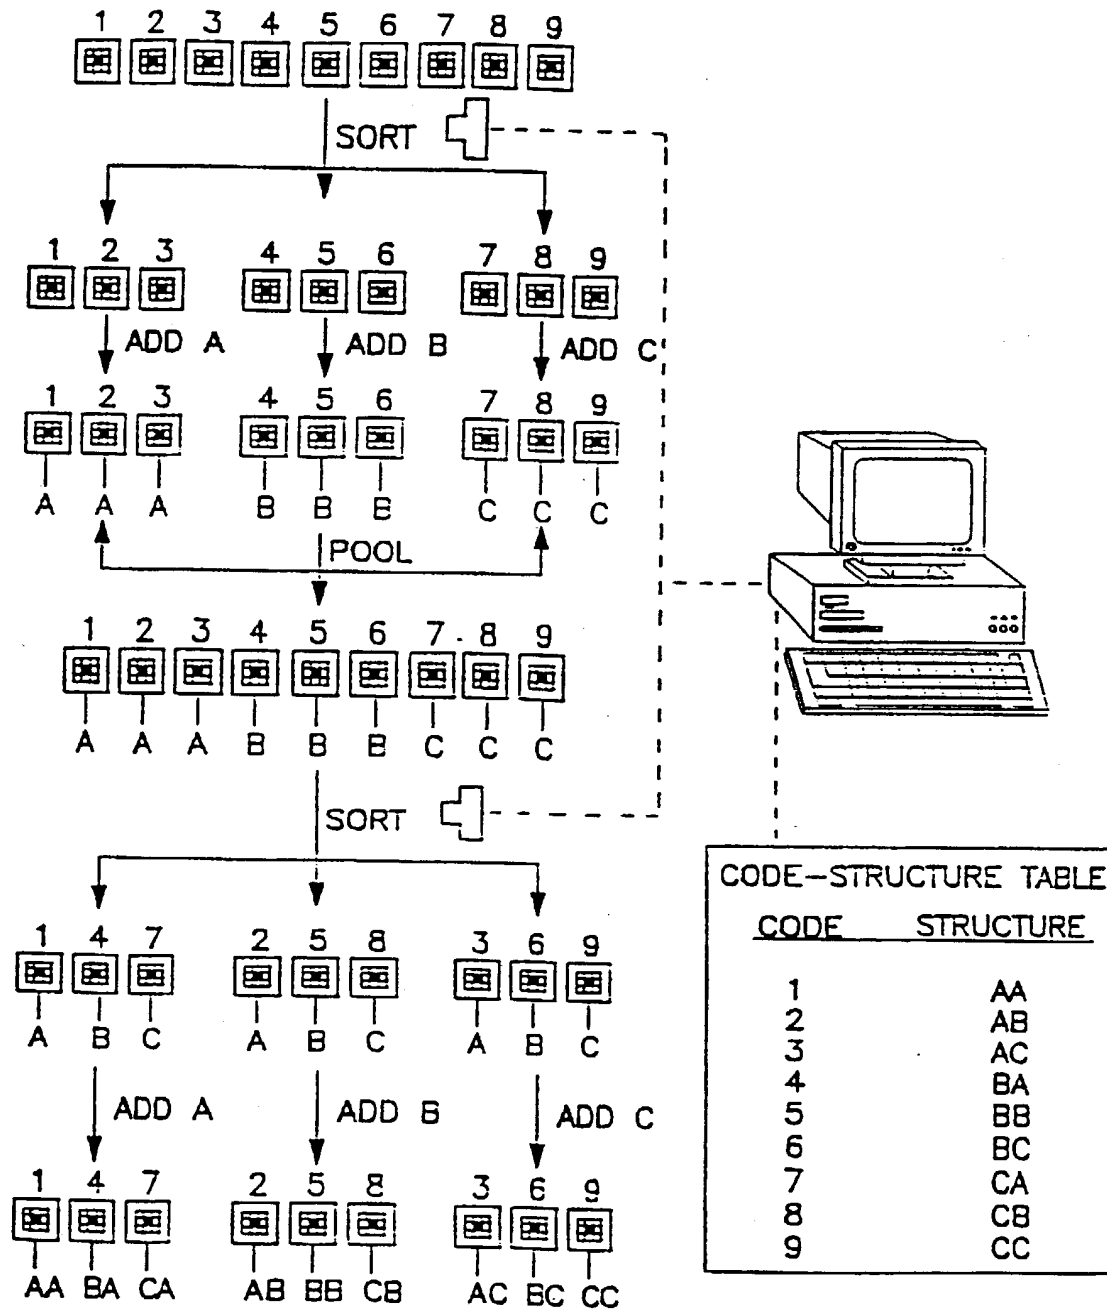 1 2 3 4 5 6 7 8 9
SORT
1 2 3 4 5 6 7 8 9
ADD A ADD B ADD C
1 2 3 4 5 6 7 8 9
A A A B B B C C C
POOL
1 2 3 4 5 6 7 8 9
A A A B B B C C C
SORT
1 4 7 2 5 8 3 6 9
A B C A B C A B C
ADD A ADD B ADD C
1 4 7 2 5 8 3 6 9
AA BA CA AB BB CB AC BC CC
CODE-STRUCTURE TABLE
CODE STRUCTURE
1 AA
2 AB
3 AC
4 BA
5 BB
6 BC
7 CA
8 CB
9 CC